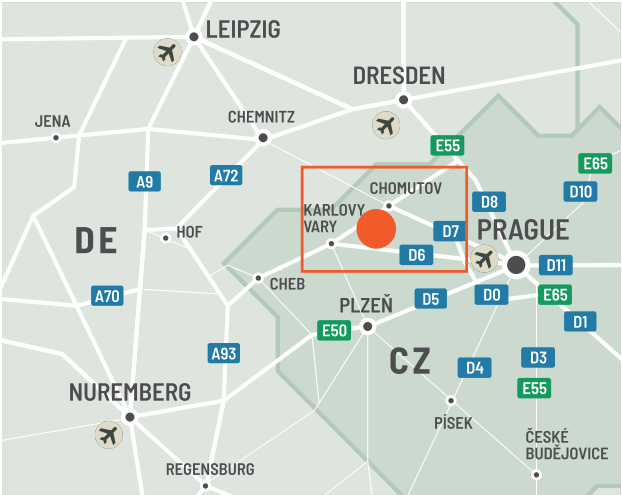 LEIPZIG
DRESDEN
JENA
CHEMNITZ
E55
E65
A9
A72
CHOMUTOV
D10
D8
KARLOVY
VARY
D7
PRAGUE
HOF
DE
D6
D11
CHEB
A70
D5
D0
E65
PLZEŇ
D1
E50
A93
CZ
D4
D3
E55
NUREMBERG
PÍSEK
ČESKÉ
BUDĚJOVICE
REGENSBURG